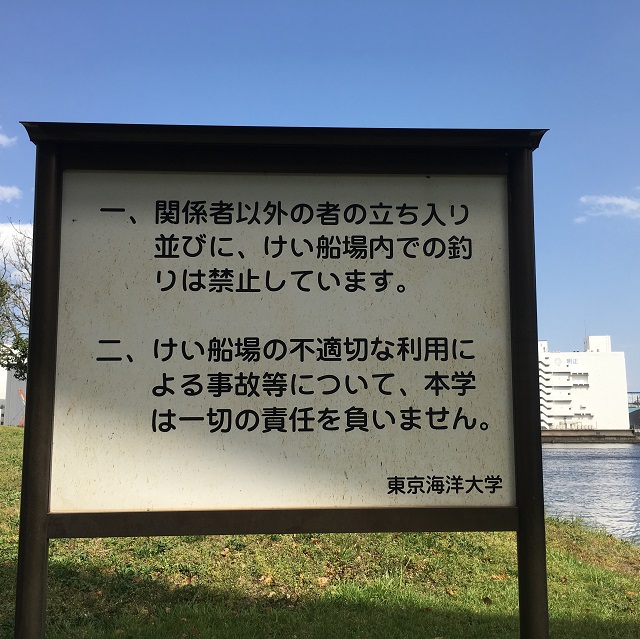 一、関係者以外の者の立ち入り
並びに、けい船場内での釣
りは禁止しています。
二、けい船場の不適切な利用に
よる事故等について、本学
は一切の責任を負いません。
東京海洋大学